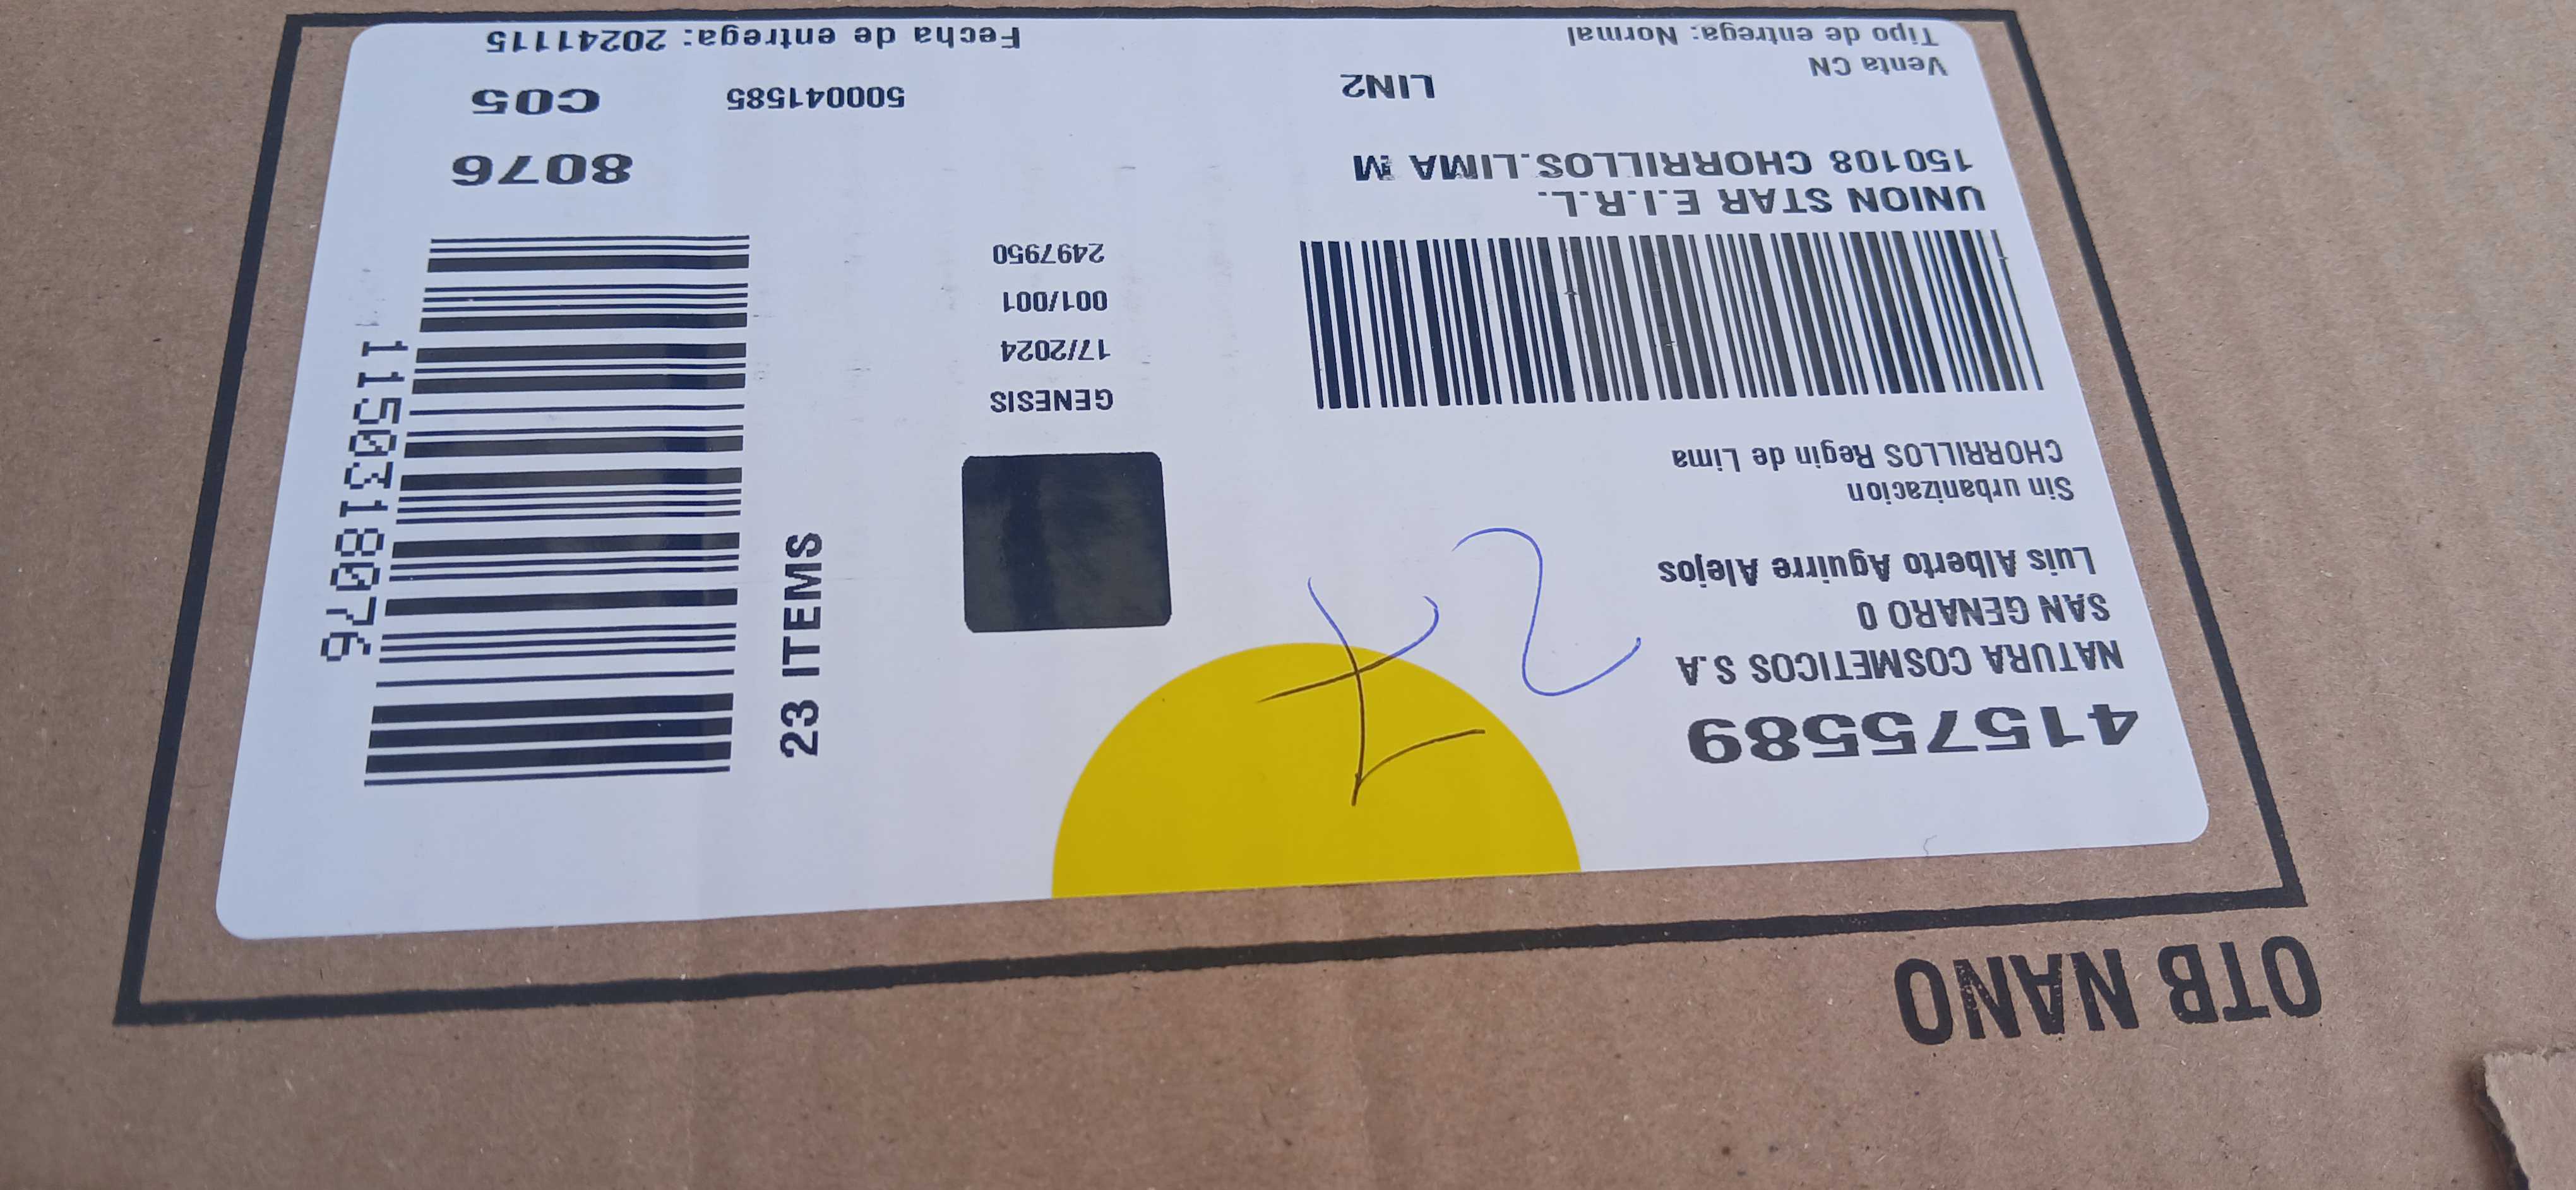 OTB NANO
41575589
NATURA COSMETICOS S.A
SAN GENARO 0
Luis Alberto Aguirre Alejos
Sin urbanizacion
CHORRILLOS Regin de Lima
UNION STAR E.I.R.L.
150108 CHORRILLOS.LIMA M
LIN2
Venta CN
Tipo de entrega: Normal
GENESIS
17/2024
001/001
2497950
23 ITEMS
1150318076
8076
500041585
C05
Fecha de entrega: 20241115